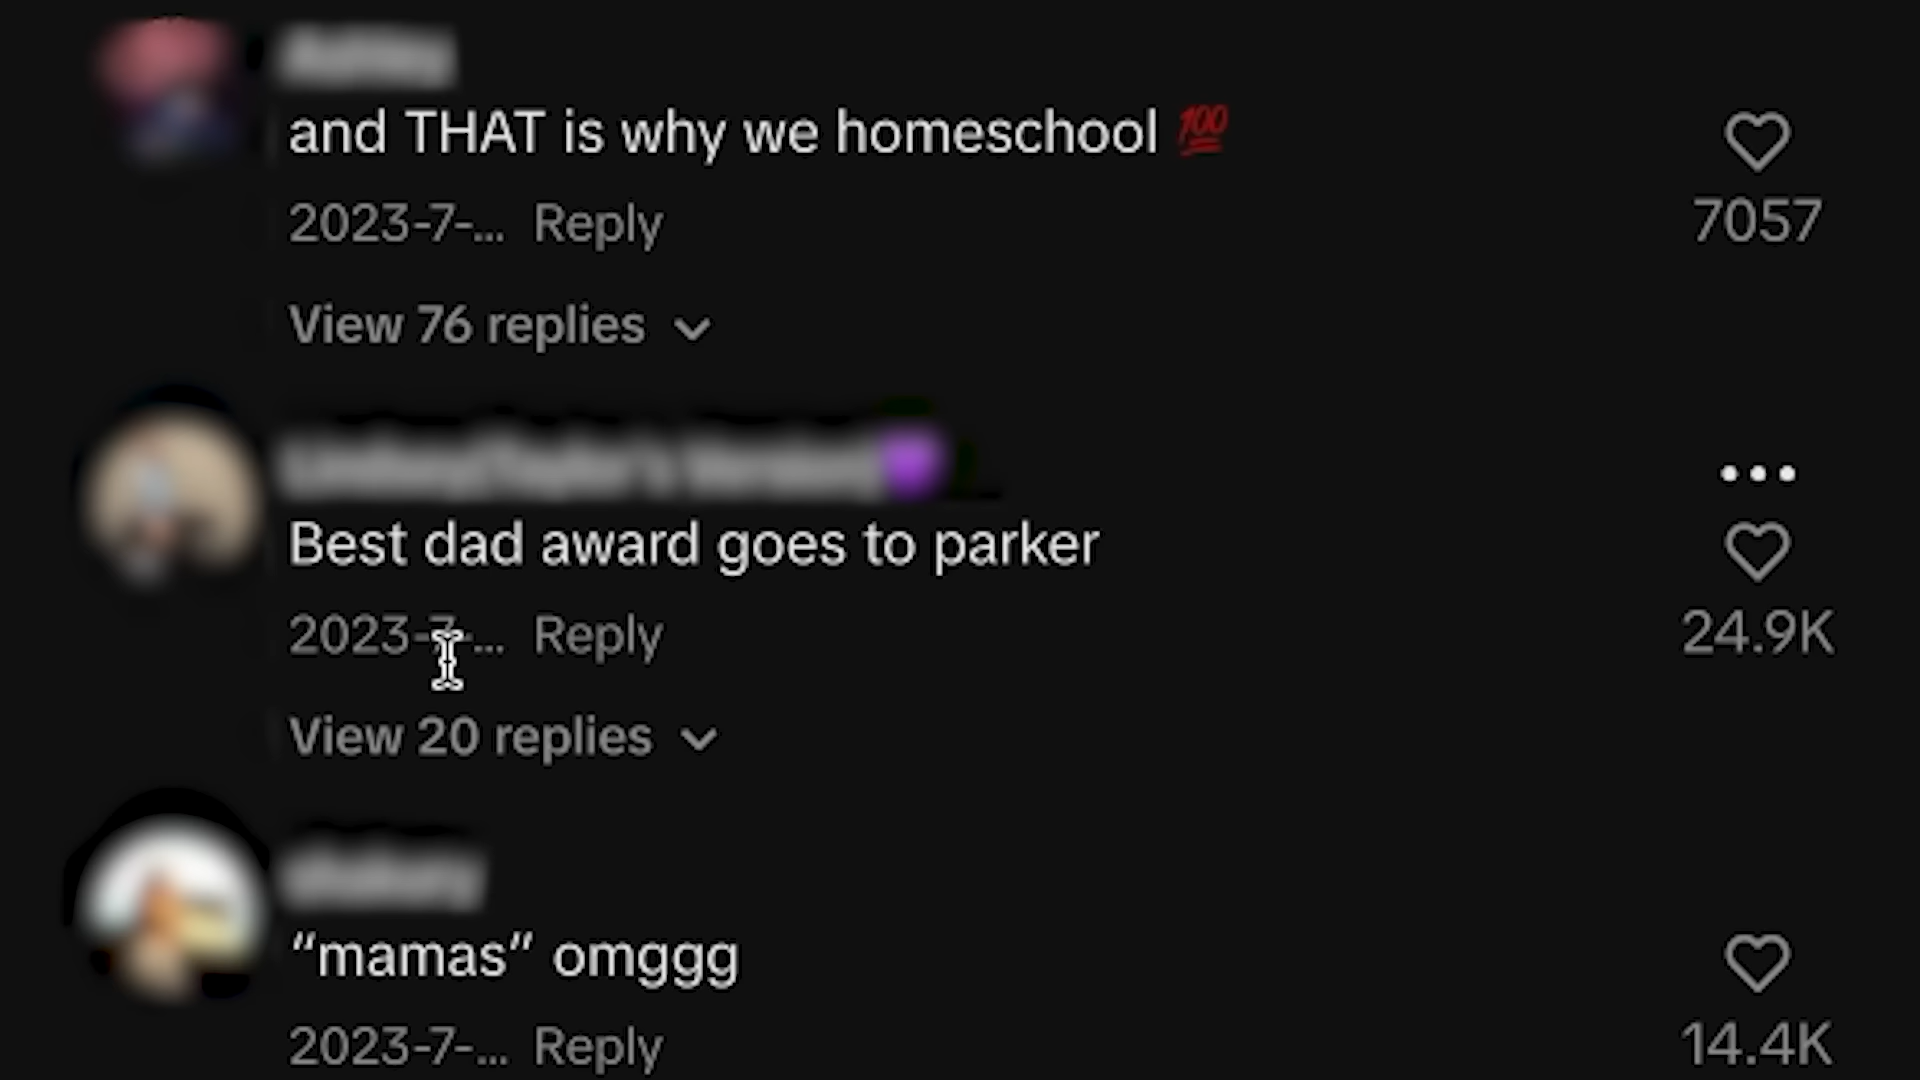 and THAT is why we homeschool 💯
2023-7-... Reply
7057
View 76 replies
Best dad award goes to parker
2023-7-... Reply
24.9K
View 20 replies
“mamas” omggg
2023-7-... Reply
14.4K